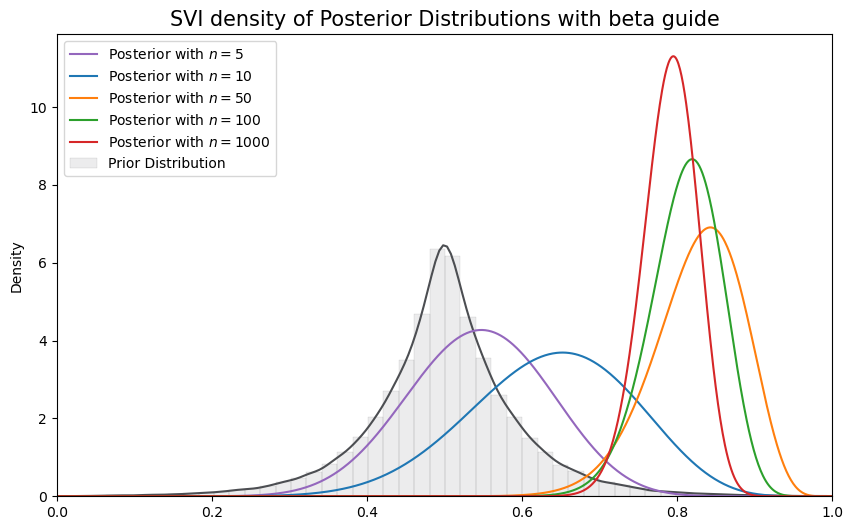 SVI density of Posterior Distributions with beta guide
Posterior with n = 5
Posterior with n = 10
Posterior with n = 50
Posterior with n = 100
Posterior with n = 1000
Prior Distribution
Density
10
8
6
4
2
0
0.0 0.2 0.4 0.6 0.8 1.0